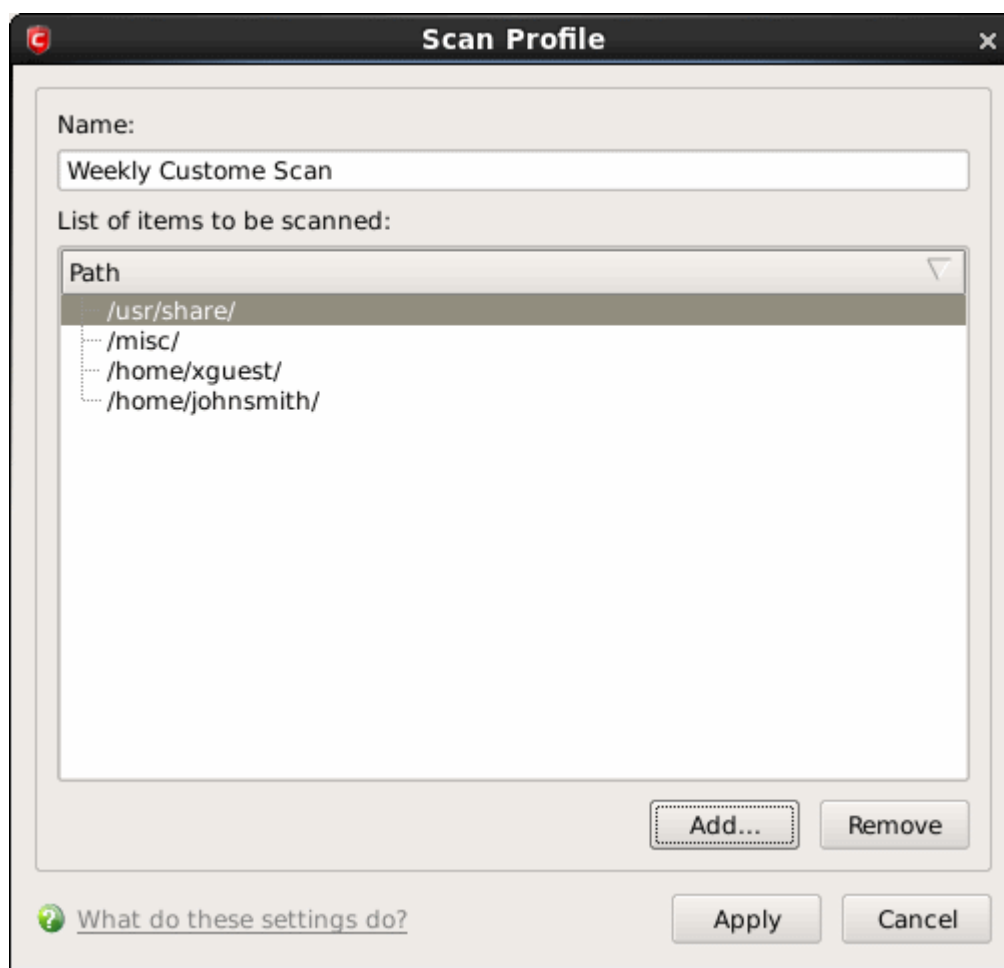 Scan Profile
Name:
Weekly Custome Scan
List of items to be scanned:
Path
/usr/share/
/misc/
/home/xguest/
/home/johnsmith/
Add... Remove
What do these settings do? Apply Cancel